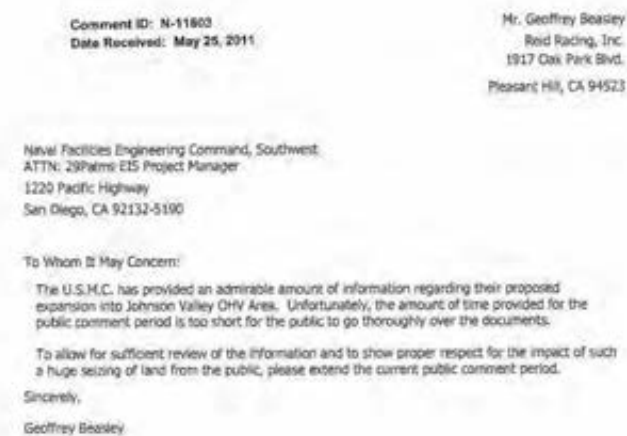 Comment ID: N-11803
Date Received: May 25, 2011
Mr. Geoffrey Beasley
Reid Racing, Inc.
1917 Oak Park Blvd.
Pleasant Hill, CA 94523
Naval Facilities Engineering Command, Southwest
ATTN: 29Palms EIS Project Manager
1220 Pacific Highway
San Diego, CA 92132-5190
To Whom It May Concern:
The U.S.M.C. has provided an admirable amount of information regarding their proposed
expansion into Johnson Valley OHV Area. Unfortunately, the amount of time provided for the
public comment period is too short for the public to go thoroughly over the documents.
To allow for sufficient review of the information and to show proper respect for the impact of such
a huge seizing of land from the public, please extend the current public comment period.
Sincerely,
Geoffrey Beasley